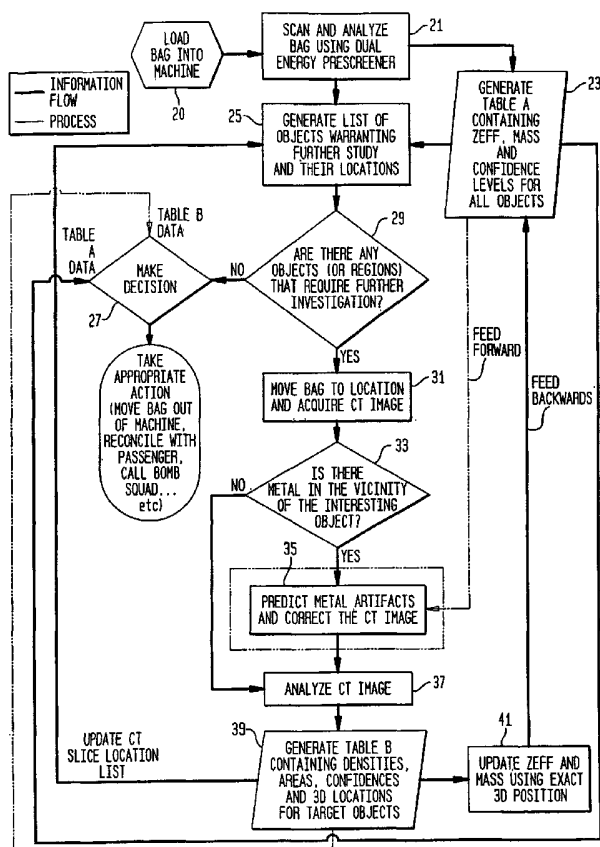 LOAD
BAG INTO
MACHINE
20
SCAN AND ANALYZE
BAG USING DUAL
ENERGY PRESCREENER
21
INFORMATION
FLOW
PROCESS
25
GENERATE LIST OF
OBJECTS WARRANTING
FURTHER STUDY
AND THEIR LOCATIONS
GENERATE
TABLE A
CONTAINING
ZEFF, MASS
AND
CONFIDENCE
LEVELS FOR
ALL OBJECTS
23
TABLE
A
DATA
TABLE B
DATA
MAKE
DECISION
27
NO
29
ARE THERE ANY
OBJECTS (OR REGIONS)
THAT REQUIRE FURTHER
INVESTIGATION?
YES
FEED
FORWARD
FEED
BACKWARDS
TAKE
APPROPRIATE
ACTION
(MOVE BAG OUT
OF MACHINE,
RECONCILE WITH
PASSENGER,
CALL BOMB
SQUAD...
etc)
MOVE BAG TO LOCATION
AND ACQUIRE CT IMAGE
31
33
NO
IS THERE
METAL IN THE VICINITY
OF THE INTERESTING
OBJECT?
YES
35
PREDICT METAL ARTIFACTS
AND CORRECT THE CT IMAGE
ANALYZE CT IMAGE
37
UPDATE CT
SLICE LOCATION
LIST
39
GENERATE TABLE B
CONTAINING DENSITIES,
AREAS, CONFIDENCES
AND 3D LOCATIONS
FOR TARGET OBJECTS
41
UPDATE ZEFF AND
MASS USING EXACT
3D POSITION